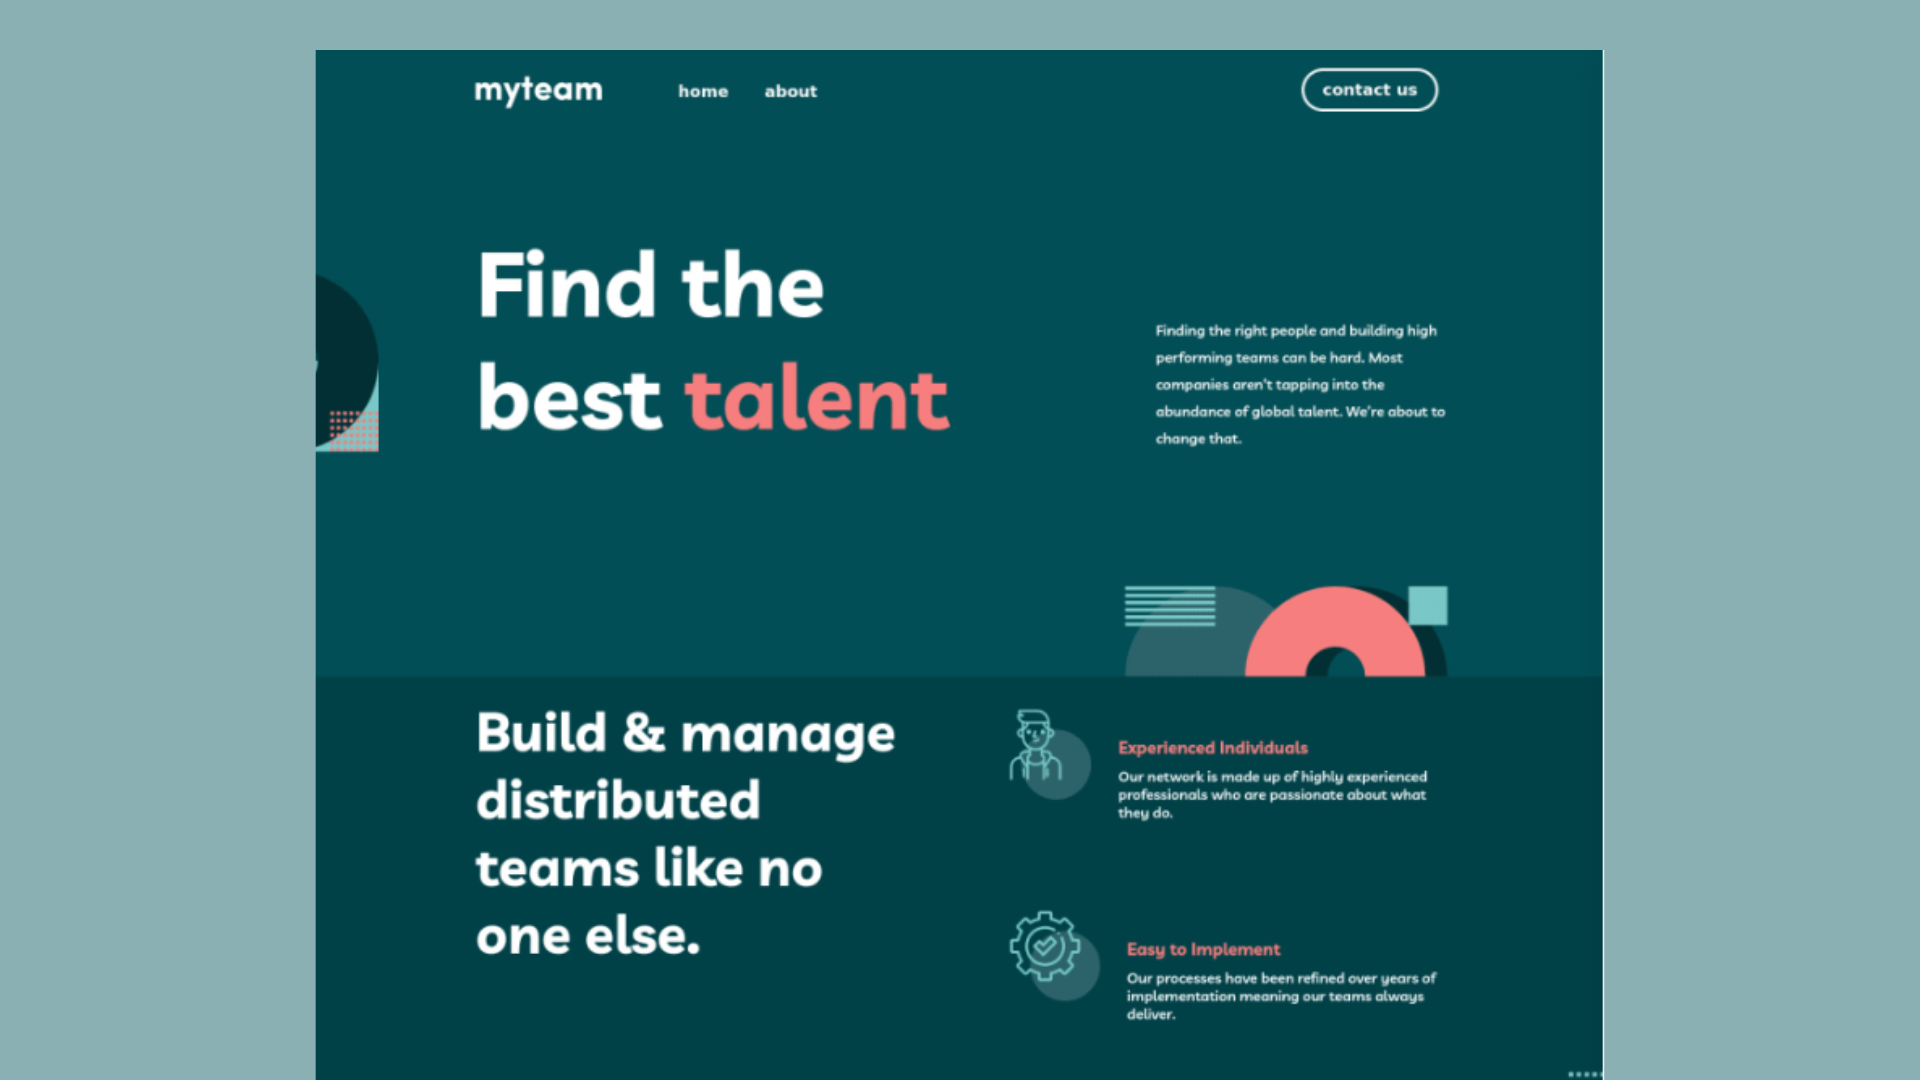 myteam
home about
contact us
Find the
best talent
Finding the right people and building high
performing teams can be hard. Most
companies aren't tapping into the
abundance of global talent. We're about to
change that.
Build & manage
distributed
teams like no
one else.
Experienced Individuals
Our network is made up of highly experienced
professionals who are passionate about what
they do.
Easy to Implement
Our processes have been refined over years of
implementation meaning our teams always
deliver.